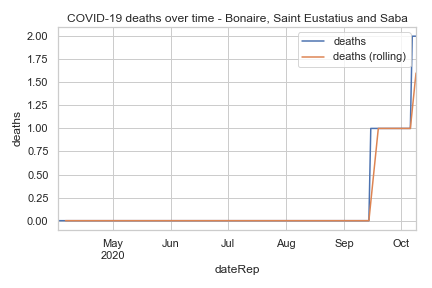 COVID-19 deaths over time - Bonaire, Saint Eustatius and Saba
deaths
deaths (rolling)
2.00
1.75
1.50
1.25
1.00
0.75
0.50
0.25
0.00
deaths
May Jun Jul Aug Sep Oct
2020
dateRep